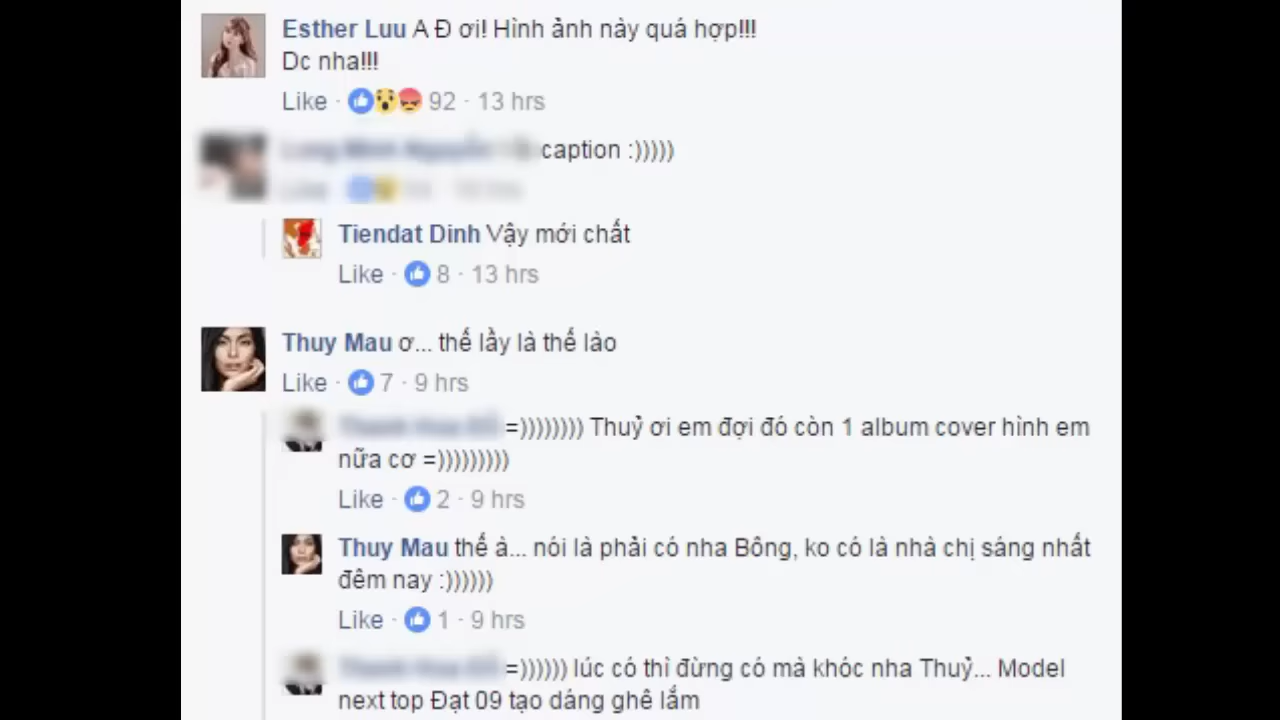 Esther Luu A Đ ơi! Hình ảnh này quá hợp!!!
Dc nha!!!
Like · 92 · 13 hrs
caption :)))))
Tiendat Dinh Vậy mới chất
Like · 8 · 13 hrs
Thuy Mau ơ... thế lầy là thế lào
Like · 7 · 9 hrs
=)))))))) Thuỷ ơi em đợi đó còn 1 album cover hình em
nữa cơ =)))))))))
Like · 2 · 9 hrs
Thuy Mau thế à... nói là phải có nha Bông, ko có là nhà chị sáng nhất
đêm nay :))))))
Like · 1 · 9 hrs
=)))))) lúc có thì đừng có mà khóc nha Thuỷ... Model
next top Đạt 09 tạo dáng ghê lắm